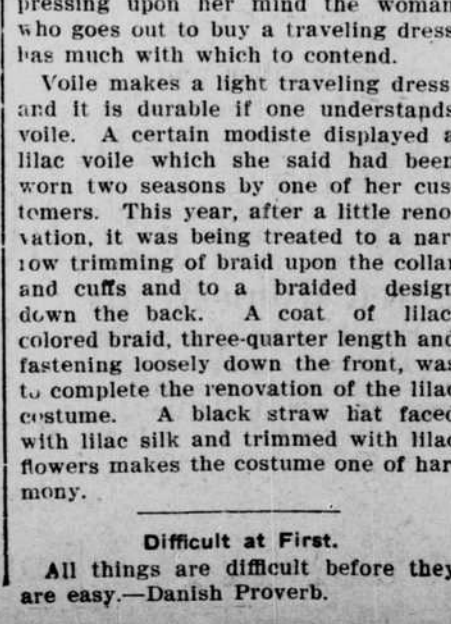 pressing upon her mind the woman
who goes out to buy a traveling dress
has much with which to contend.
Voile makes a light traveling dress
and it is durable if one understands
voile. A certain modiste displayed a
lilac voile which she said had been
worn two seasons by one of her cus
tomers. This year, after a little reno
vation, it was being treated to a nar
row trimming of braid upon the collar
and cuffs and to a braided design
down the back. A coat of lilac
colored braid, three-quarter length and
fastening loosely down the front, was
to complete the renovation of the lilac
costume. A black straw hat faced
with lilac silk and trimmed with lilac
flowers makes the costume one of har
mony.
Difficult at First.
All things are difficult before they
are easy.—Danish Proverb.